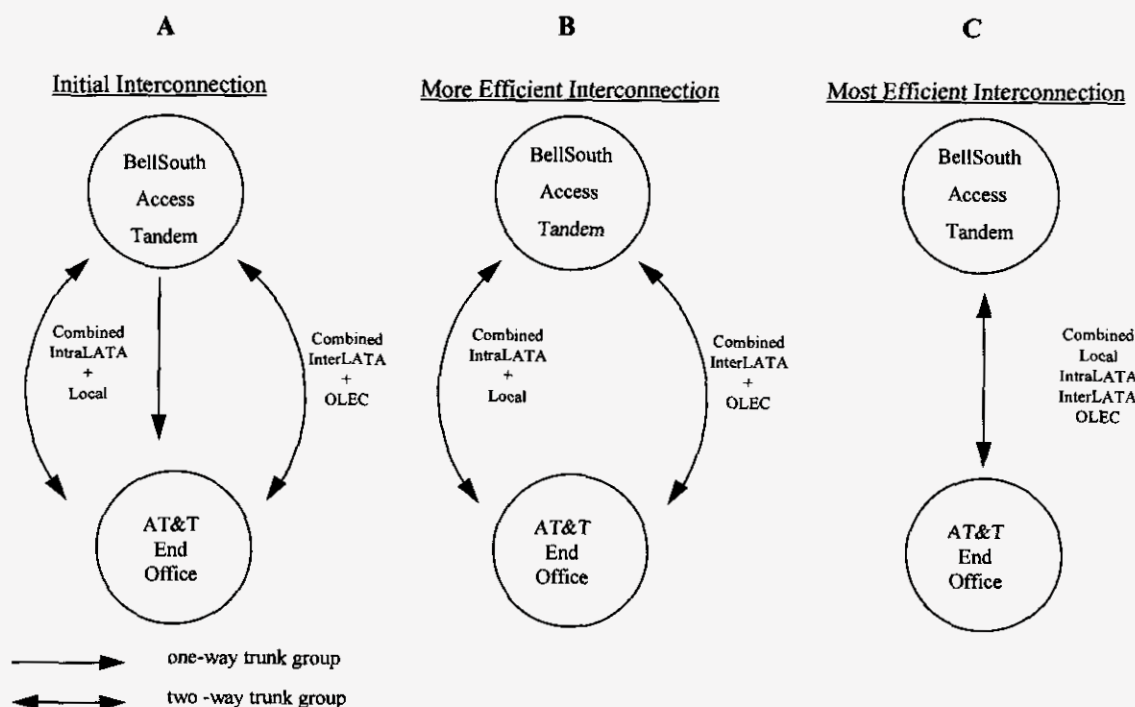 A
Initial Interconnection
BellSouth
Access
Tandem
Combined
IntraLATA
+
Local
Combined
InterLATA
+
OLEC
AT&T
End
Office
B
More Efficient Interconnection
BellSouth
Access
Tandem
Combined
IntraLATA
+
Local
Combined
InterLATA
+
OLEC
AT&T
End
Office
C
Most Efficient Interconnection
BellSouth
Access
Tandem
Combined
Local
IntraLATA
InterLATA
OLEC
AT&T
End
Office
one-way trunk group
two -way trunk group